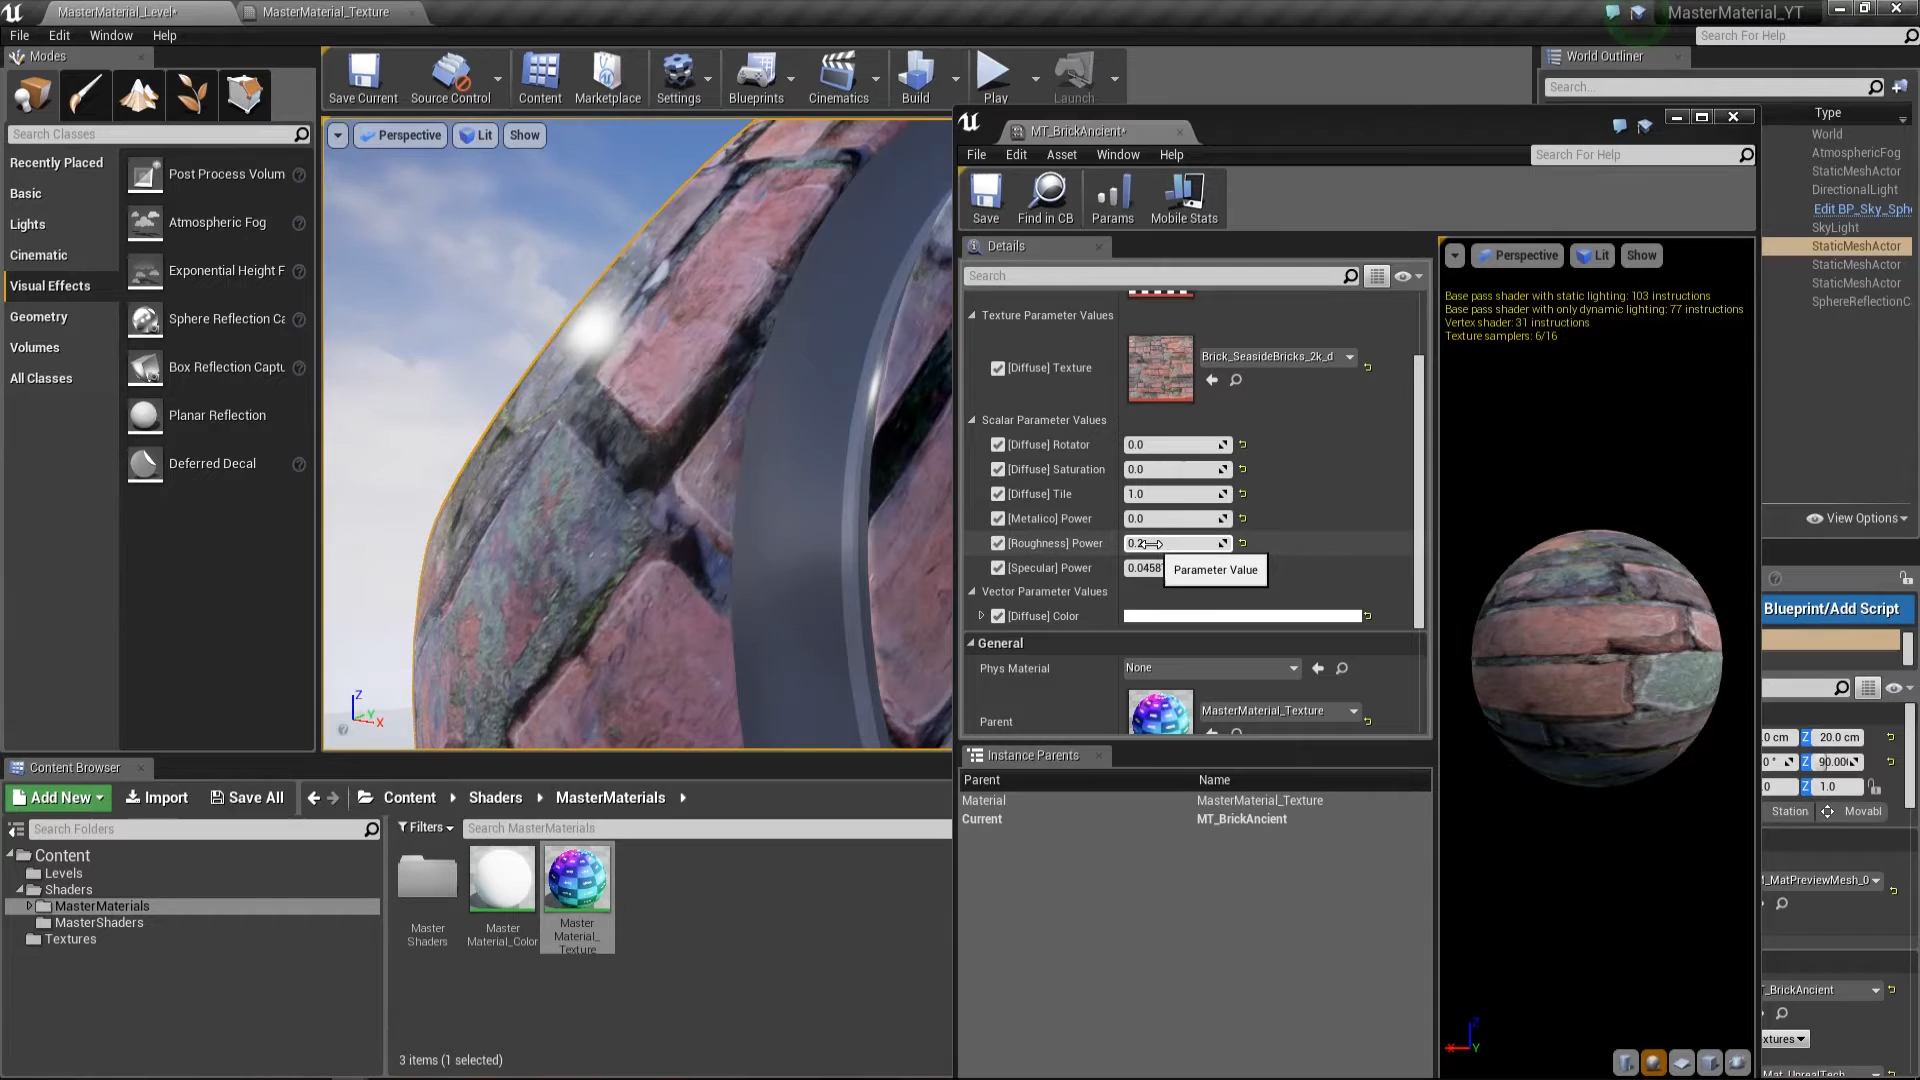 MasterMaterial_Level*
MasterMaterial_Texture
MasterMaterial_YT
File Edit Window Help
Search For Help
Modes
Search Classes
Recently Placed
Basic
Lights
Cinematic
Visual Effects
Geometry
Volumes
All Classes
Post Process Volum
Atmospheric Fog
Exponential Height F
Sphere Reflection Ca
Box Reflection Captu
Planar Reflection
Deferred Decal
Save Current
Source Control
Content
Marketplace
Settings
Blueprints
Cinematics
Build
Play
Launch
Perspective
Lit
Show
Z
Y
X
World Outliner
Search...
Type
World
AtmosphericFog
StaticMeshActor
DirectionalLight
Edit BP_Sky_Sph
SkyLight
StaticMeshActor
StaticMeshActor
StaticMeshActor
SphereReflectionC
View Options
Blueprint/Add Script
.0 cm Z 20.0 cm
0° Z 90.00
.0 Z 1.0
Station Movabl
M_MatPreviewMesh_0
T_BrickAncient
xtures
Mat_UnrealTech
MT_BrickAncient*
File Edit Asset Window Help
Search For Help
Save
Find in CB
Params
Mobile Stats
Details
Search
Texture Parameter Values
[Diffuse] Texture
Brick_SeasideBricks_2k_d
Scalar Parameter Values
[Diffuse] Rotator 0.0
[Diffuse] Saturation 0.0
[Diffuse] Tile 1.0
[Metalico] Power 0.0
[Roughness] Power 0.2
[Specular] Power 0.0458
Parameter Value
Vector Parameter Values
[Diffuse] Color
General
Phys Material None
Parent MasterMaterial_Texture
Instance Parents
Parent Name
Material MasterMaterial_Texture
Current MT_BrickAncient
Perspective
Lit
Show
Base pass shader with static lighting: 103 instructions
Base pass shader with only dynamic lighting: 77 instructions
Vertex shader: 31 instructions
Texture samplers: 6/16
Z
X
Y
Content Browser
Add New
Import
Save All
Content
Shaders
MasterMaterials
Search Folders
Filters
Search MasterMaterials
Content
Levels
Shaders
MasterMaterials
MasterShaders
Textures
Master
Shaders
Master
Material_Color
Master
Material_
Texture
3 items (1 selected)